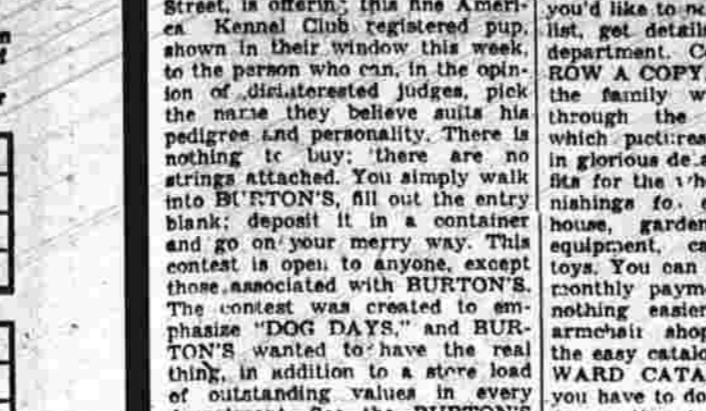 Street, is offering this fine Ameri-
can Kennel Club registered pup,
shown in their window this week,
to the person who can, in the opin-
ion of disinterested judges, pick
the name they believe suits his
pedigree and personality. There is
nothing to buy; there are no
strings attached. You simply walk
into BURTON'S, fill out the entry
blank; deposit it in a container
and go on your merry way. This
contest is open to anyone, except
those associated with BURTON'S.
The contest was created to em-
phasize "DOG DAYS," and BUR-
TON'S wanted to have the real
thing, in addition to a store load
of outstanding values in every
BURTON'S
you'd like to
list, get details
department.
ROW A COPY
the family
through the
which pictures
in glorious
fits for the
nishings
house, garden
equipment,
toys. You can
monthly
nothing easier
armchair
the easy
WARD
you have to do